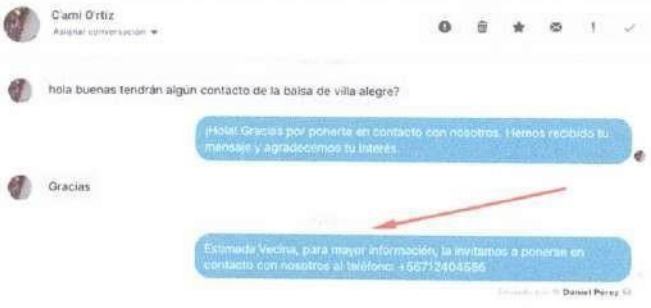 Cami Ortiz
Asignar conversación
hola buenas tendrán algún contacto de la balsa de villa alegre?
¡Hola! Gracias por ponerte en contacto con nosotros. Hemos recibido tu
mensaje y agradecemos tu interés.
Gracias
Estimada Vecina, para mayor información, la invitamos a ponerse en
contacto con nosotros al teléfono: +56712404586
Daniel Pérez